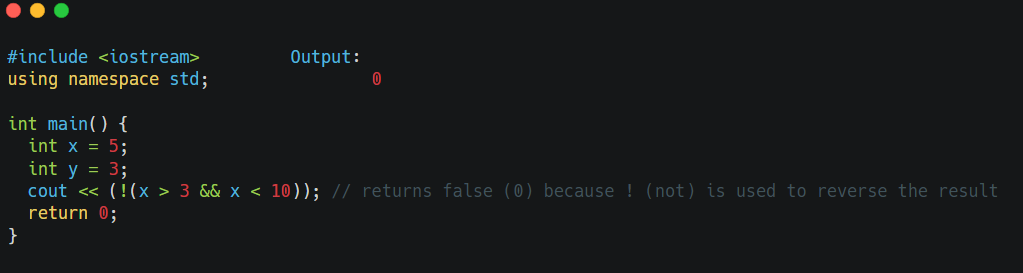 #include <iostream>         Output:
using namespace std;                0
int main() {
  int x = 5;
  int y = 3;
  cout << (!(x > 3 && x < 10)); // returns false (0) because ! (not) is used to reverse the result
  return 0;
}